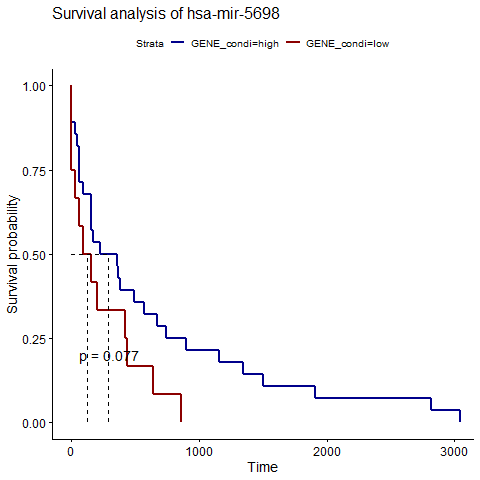 Survival analysis of hsa-mir-5698
Strata GENE_condi=high GENE_condi=low
Survival probability
1.00
0.75
0.50
0.25
0.00
p = 0.077
0 1000 2000 3000
Time